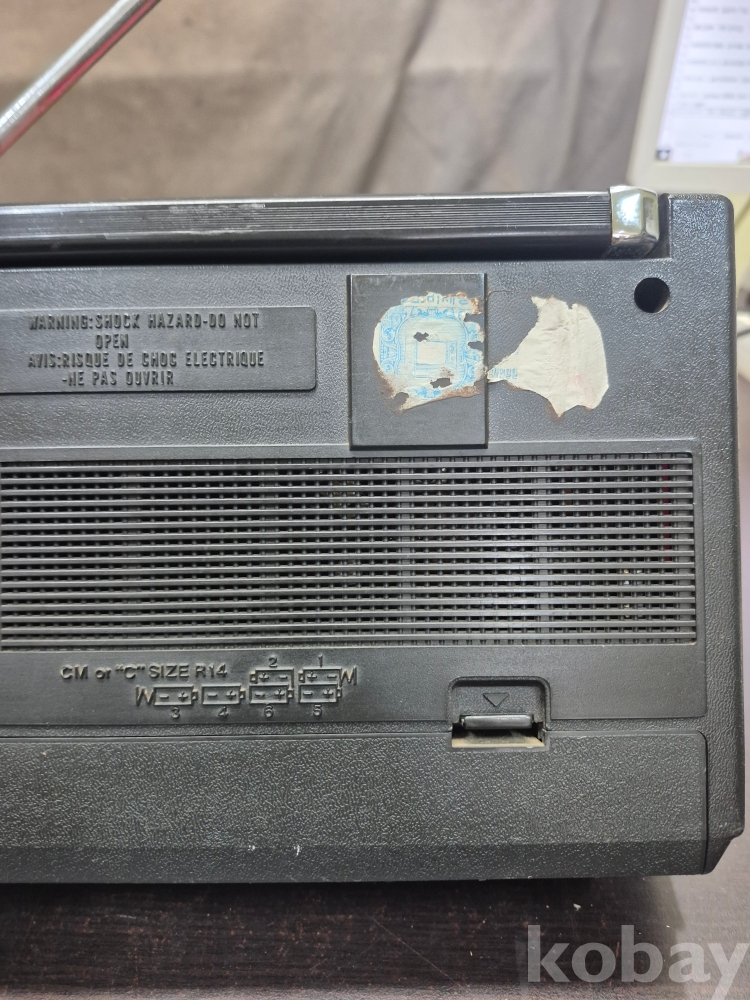 WARNING:SHOCK HAZARD-DO NOT
OPEN
AVIS:RISQUE DE CHOC ELECTRIQUE
-NE PAS OUVRIR
CM or "C" SIZE R14
2 1
3 4 6 5
kobay